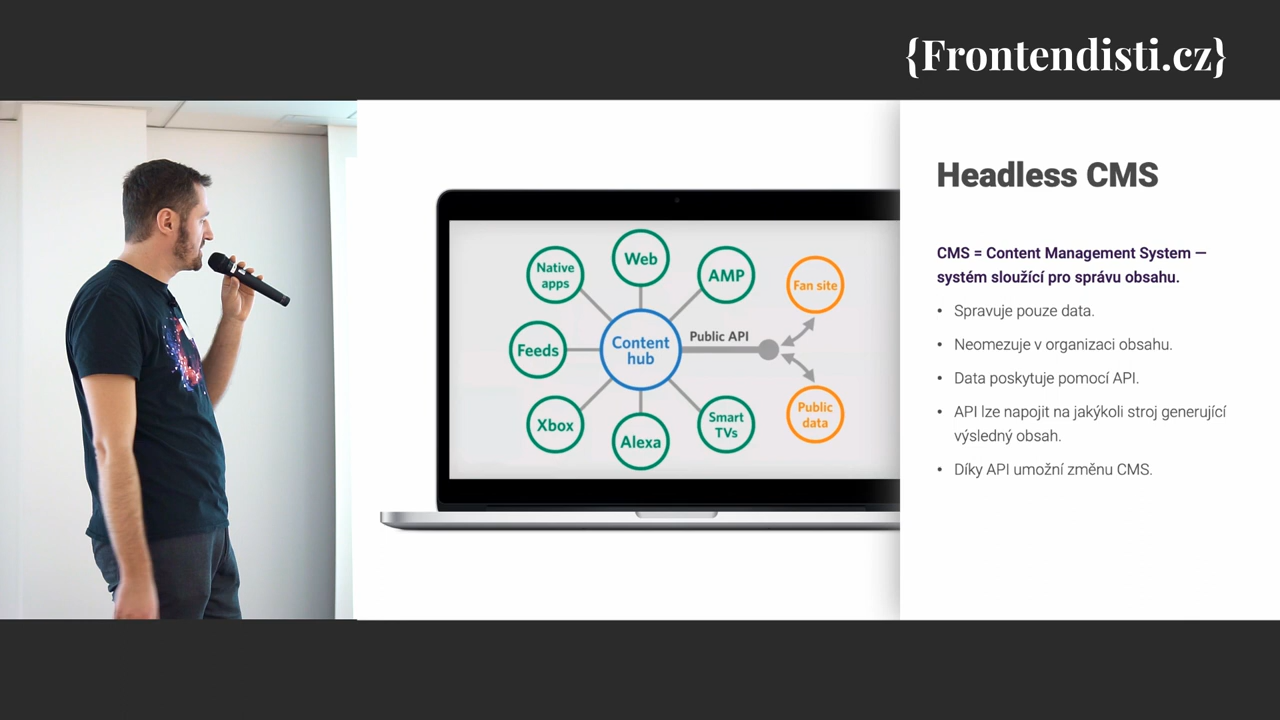 {Frontendisti.cz}
Headless CMS
CMS = Content Management System —
systém sloužící pro správu obsahu.
• Spravuje pouze data.
• Neomezuje v organizaci obsahu.
• Data poskytuje pomocí API.
• API lze napojit na jakýkoli stroj generující
výsledný obsah.
• Díky API umožní změnu CMS.
Native
apps
Web
AMP
Fan site
Feeds
Content
hub
Public API
Xbox
Alexa
Smart
TVs
Public
data